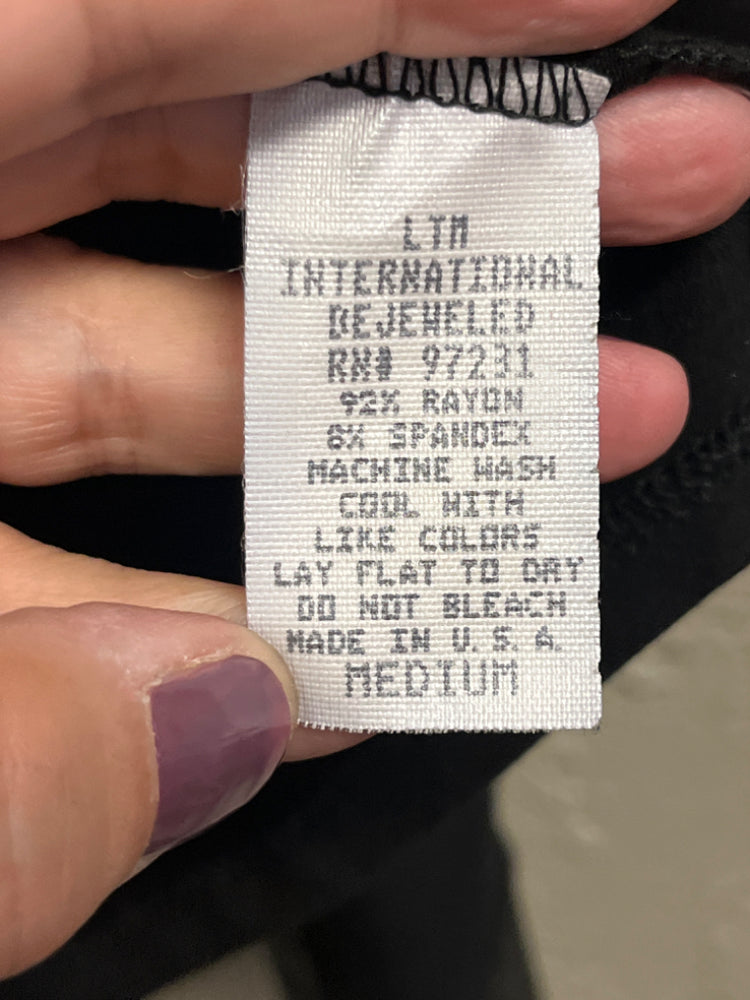 LTM
INTERNATIONAL
BEJEWELED
RN# 97231
92% RAYON
8% SPANDEX
MACHINE WASH
COOL WITH
LIKE COLORS
LAY FLAT TO DRY
DO NOT BLEACH
MADE IN U.S.A.
MEDIUM